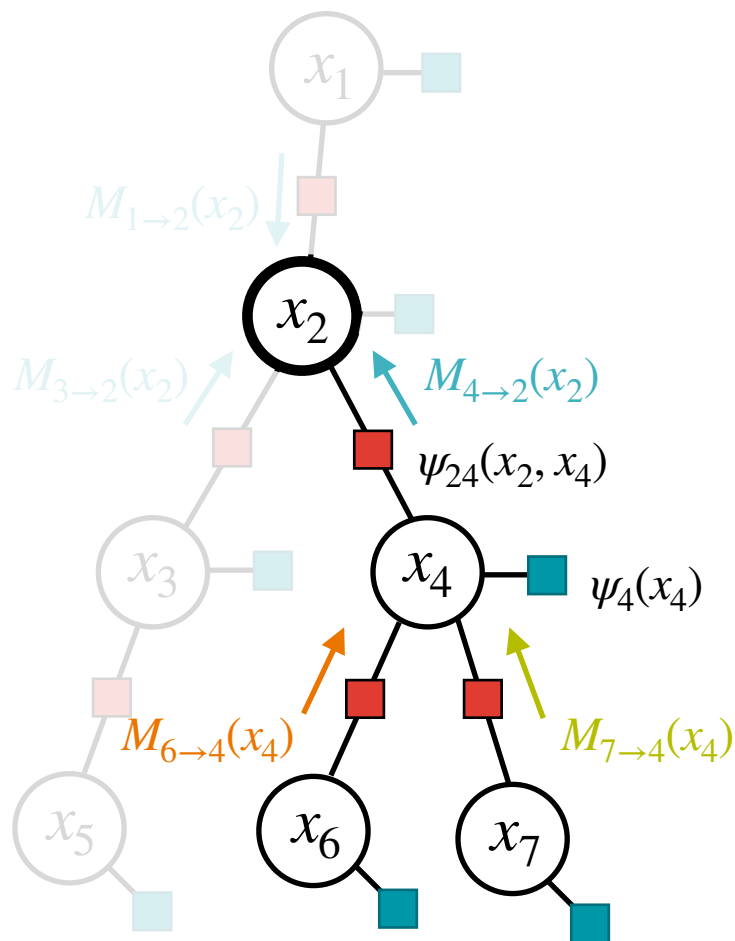 x₁
M₁→₂(x₂)
x₂
M₃→₂(x₂)
M₄→₂(x₂)
ψ₂₄(x₂, x₄)
x₃
x₄
ψ₄(x₄)
M₆→₄(x₄)
M₇→₄(x₄)
x₅
x₆
x₇